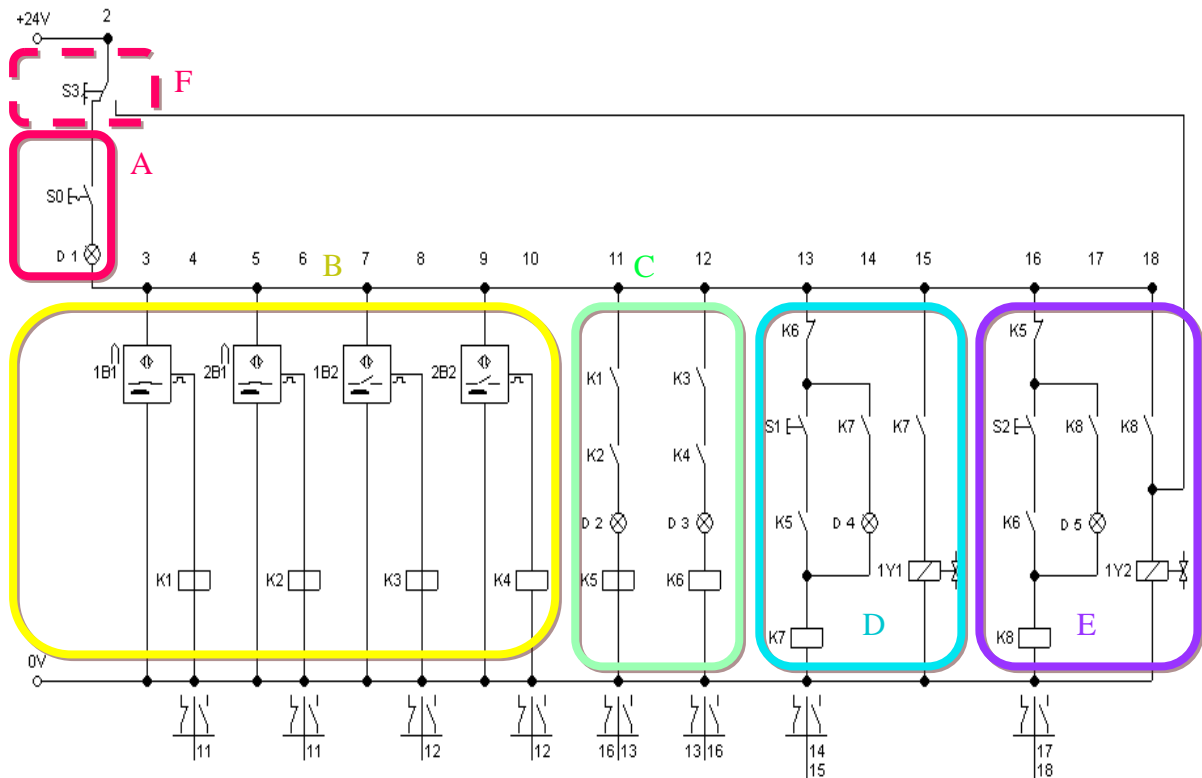 +24V 2
S3 F
A
S0
D 1 3 4 5 6 B 7 8 9 10 11 C 12 13 14 15 16 17 18
K6 K5
1B1 2B1 1B2 2B2
K1 K3
S1 K7 K7 S2 K8 K8
K2 K4
D 2 D 3 K5 D 4 K6 D 5
1Y1 1Y2
K1 K2 K3 K4 K5 K6
K7 D K8 E
0V
11 11 12 12 16 13 13 16 14 17
15 18